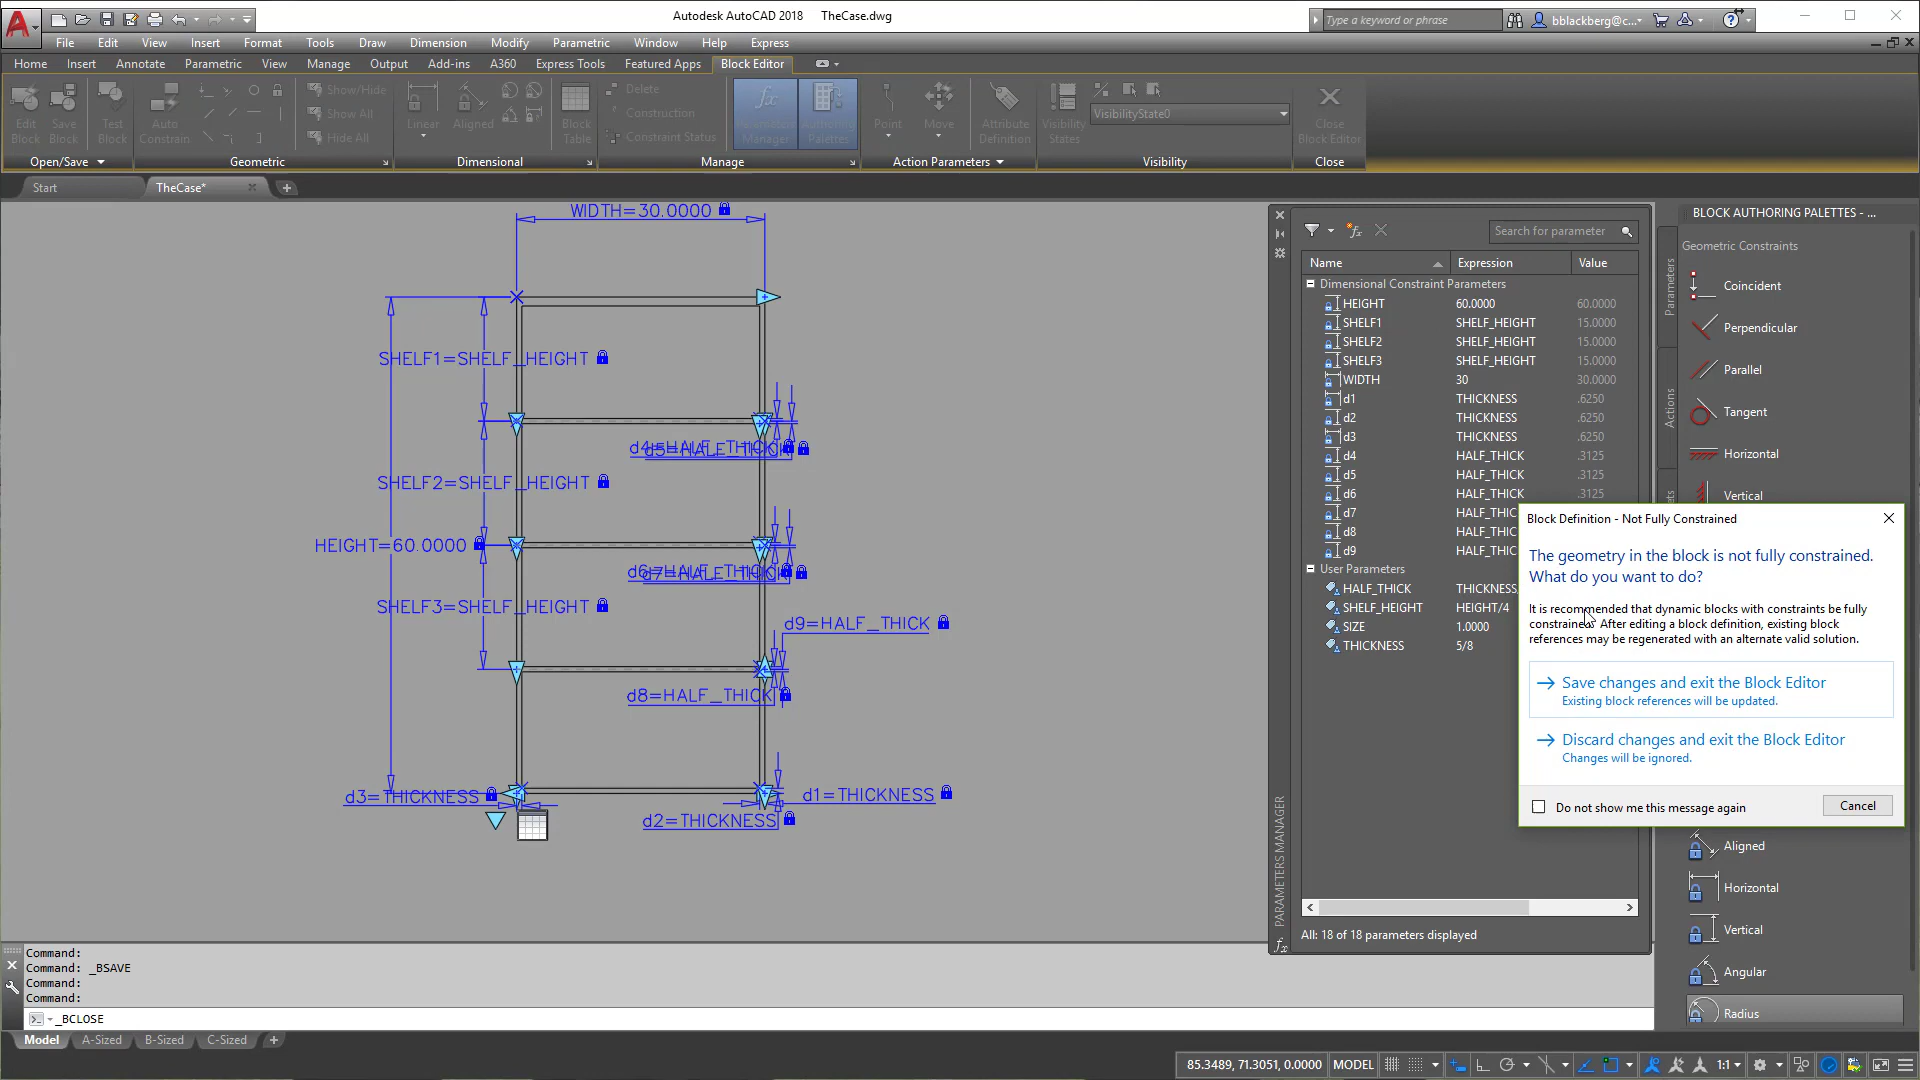 Autodesk AutoCAD 2018 TheCase.dwg
Type a keyword or phrase
bblackberg@c...
File Edit View Insert Format Tools Draw Dimension Modify Parametric Window Help Express
Home Insert Annotate Parametric View Manage Output Add-ins A360 Express Tools Featured Apps Block Editor
Edit Block
Save Block
Test Block
Auto Constrain
Show/Hide
Show All
Hide All
Linear
Aligned
Block Table
Delete
Construction
Constraint Status
Parameters Manager
Authoring Palettes
Point
Move
Attribute Definition
Visibility States
VisibilityState0
Close Block Editor
Open/Save Geometric Dimensional Manage Action Parameters Visibility Close
Start TheCase*
WIDTH=30.0000
SHELF1=SHELF_HEIGHT
d4=HALF_THICK
d5=HALF_THICK
SHELF2=SHELF_HEIGHT
HEIGHT=60.0000
d6=HALF_THICK
d7=HALF_THICK
SHELF3=SHELF_HEIGHT
d9=HALF_THICK
d8=HALF_THICK
d3=THICKNESS
d1=THICKNESS
d2=THICKNESS
Search for parameter
Name Expression Value
Dimensional Constraint Parameters
HEIGHT 60.0000 60.0000
SHELF1 SHELF_HEIGHT 15.0000
SHELF2 SHELF_HEIGHT 15.0000
SHELF3 SHELF_HEIGHT 15.0000
WIDTH 30 30.0000
d1 THICKNESS .6250
d2 THICKNESS .6250
d3 THICKNESS .6250
d4 HALF_THICK .3125
d5 HALF_THICK .3125
d6 HALF_THICK .3125
d7 HALF_THIC
d8 HALF_THIC
d9 HALF_THIC
User Parameters
HALF_THICK THICKNESS
SHELF_HEIGHT HEIGHT/4
SIZE 1.0000
THICKNESS 5/8
All: 18 of 18 parameters displayed
PARAMETERS MANAGER
BLOCK AUTHORING PALETTES - ...
Parameters
Actions
Geometric Constraints
Coincident
Perpendicular
Parallel
Tangent
Horizontal
Vertical
Block Definition - Not Fully Constrained
The geometry in the block is not fully constrained.
What do you want to do?
It is recommended that dynamic blocks with constraints be fully
constrained. After editing a block definition, existing block
references may be regenerated with an alternate valid solution.
Save changes and exit the Block Editor
Existing block references will be updated.
Discard changes and exit the Block Editor
Changes will be ignored.
Do not show me this message again
Cancel
Aligned
Horizontal
Vertical
Angular
Radius
Command:
Command: _BSAVE
Command:
Command:
_BCLOSE
Model A-Sized B-Sized C-Sized
85.3489, 71.3051, 0.0000 MODEL 1:1